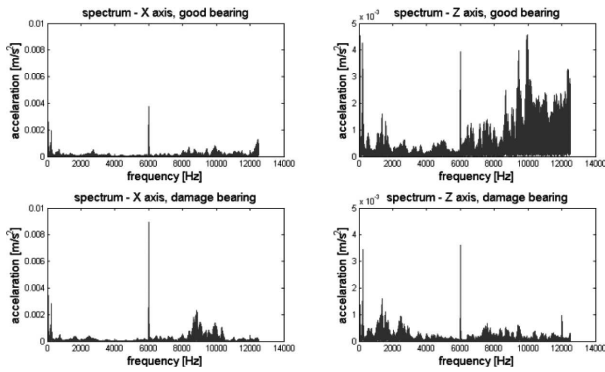 spectrum - X axis, good bearing
0.01
0.008
0.006
0.004
0.002
0
accelaration [m/s²]
0 2000 4000 6000 8000 10000 12000 14000
frequency [Hz]
spectrum - Z axis, good bearing
x 10⁻³
5
4
3
2
1
0
accelaration [m/s²]
0 2000 4000 6000 8000 10000 12000 14000
frequency [Hz]
spectrum - X axis, damage bearing
0.01
0.008
0.006
0.004
0.002
0
accelaration [m/s²]
0 2000 4000 6000 8000 10000 12000 14000
frequency [Hz]
spectrum - Z axis, damage bearing
x 10⁻³
5
4
3
2
1
0
accelaration [m/s²]
0 2000 4000 6000 8000 10000 12000 14000
frequency [Hz]